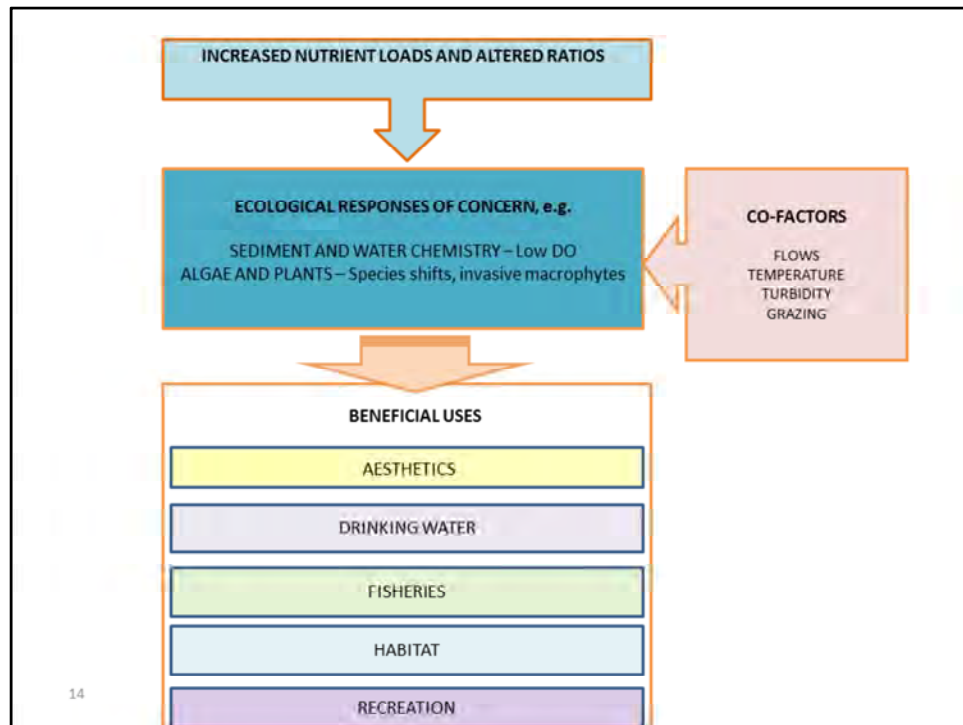 INCREASED NUTRIENT LOADS AND ALTERED RATIOS
ECOLOGICAL RESPONSES OF CONCERN, e.g.
SEDIMENT AND WATER CHEMISTRY – Low DO
ALGAE AND PLANTS – Species shifts, invasive macrophytes
CO-FACTORS
FLOWS
TEMPERATURE
TURBIDITY
GRAZING
BENEFICIAL USES
AESTHETICS
DRINKING WATER
FISHERIES
HABITAT
RECREATION
14